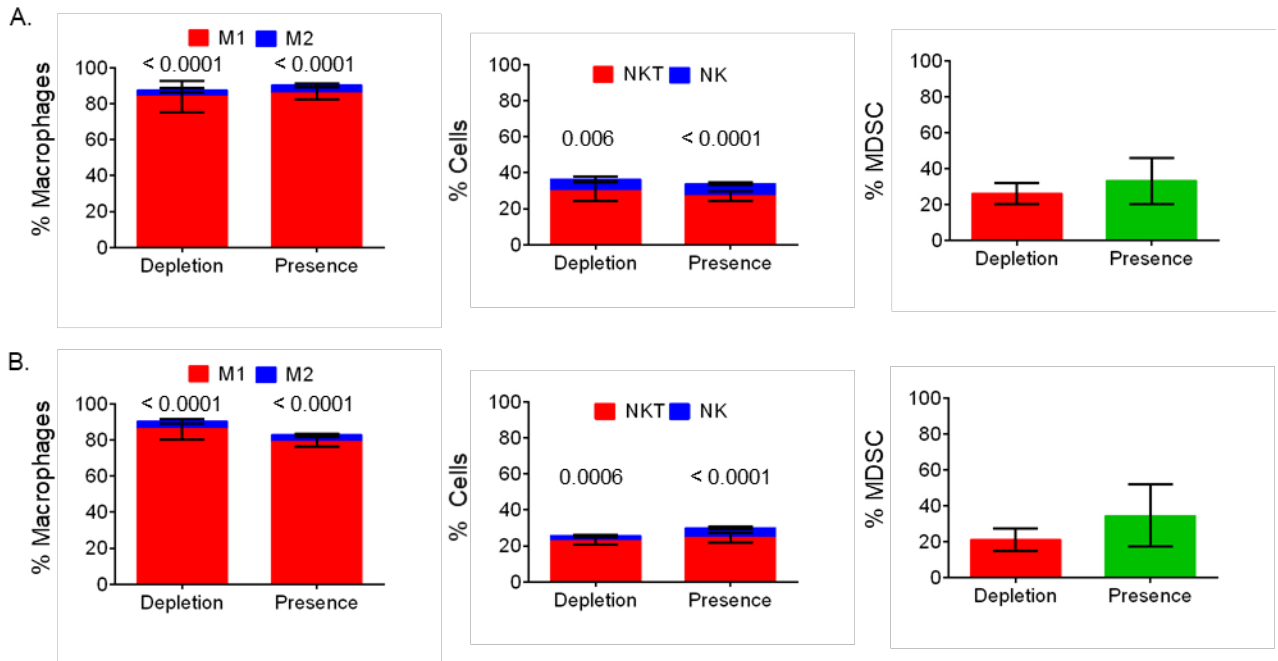 A.
M1 M2
< 0.0001 < 0.0001
% Macrophages
100
80
60
40
20
0
Depletion Presence
NKT NK
0.006 < 0.0001
% Cells
100
80
60
40
20
0
Depletion Presence
% MDSC
100
80
60
40
20
0
Depletion Presence
B.
M1 M2
< 0.0001 < 0.0001
% Macrophages
100
80
60
40
20
0
Depletion Presence
NKT NK
0.0006 < 0.0001
% Cells
100
80
60
40
20
0
Depletion Presence
% MDSC
100
80
60
40
20
0
Depletion Presence